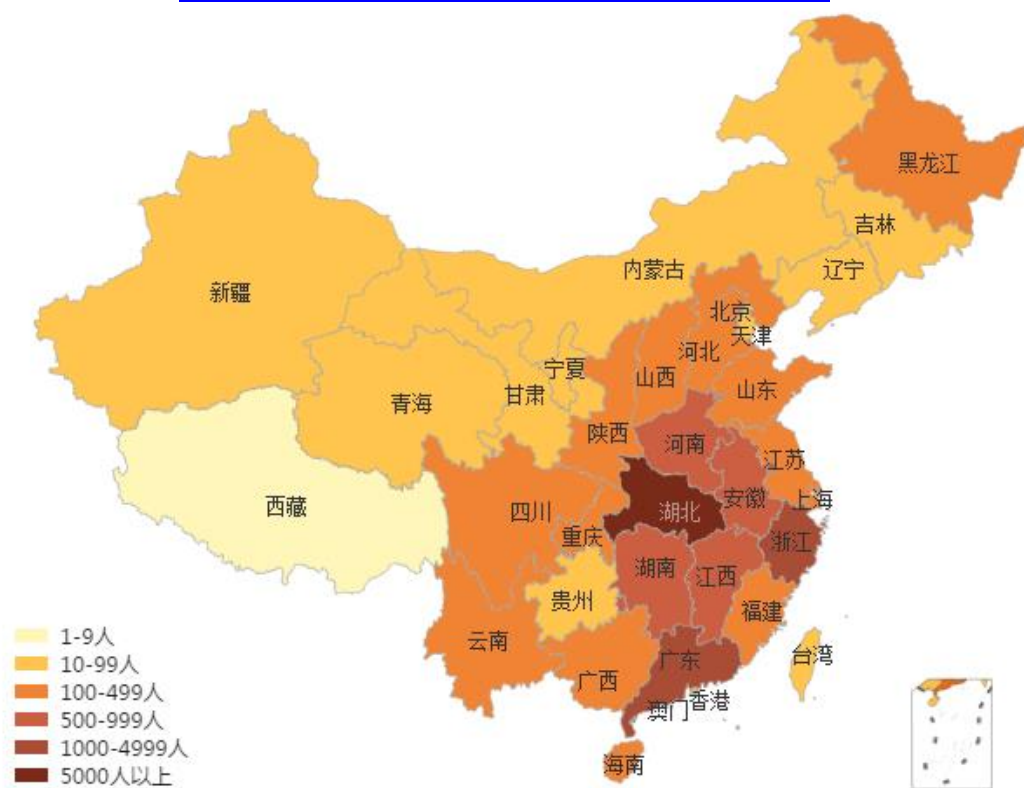 黑龙江
吉林
辽宁
内蒙古
新疆
北京
天津
河北
宁夏
山西
甘肃
山东
青海
陕西
河南
江苏
安徽
上海
西藏
四川
湖北
重庆
浙江
湖南
江西
贵州
福建
云南
台湾
广东
广西
香港
澳门
海南
1-9人
10-99人
100-499人
500-999人
1000-4999人
5000人以上